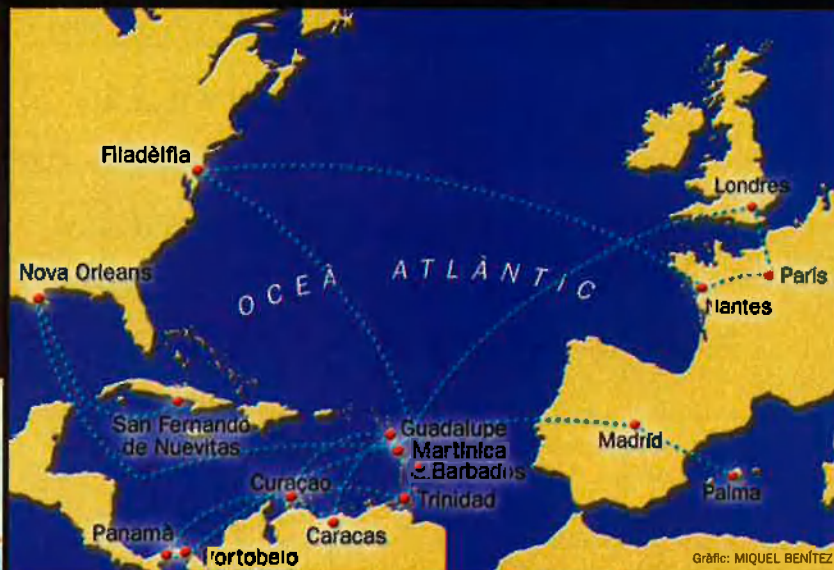 Filadèlfia
Londres
Nova Orleans
OCEÀ ATLÀNTIC
París
Nantes
San Fernando
de Nuevitas
Guadalupe
Martinica
Barbados
Madrid
Curaçao
Trinidad
Palma
Panamà
Portobelo
Caracas
Gràfic: MIQUEL BENÍTEZ